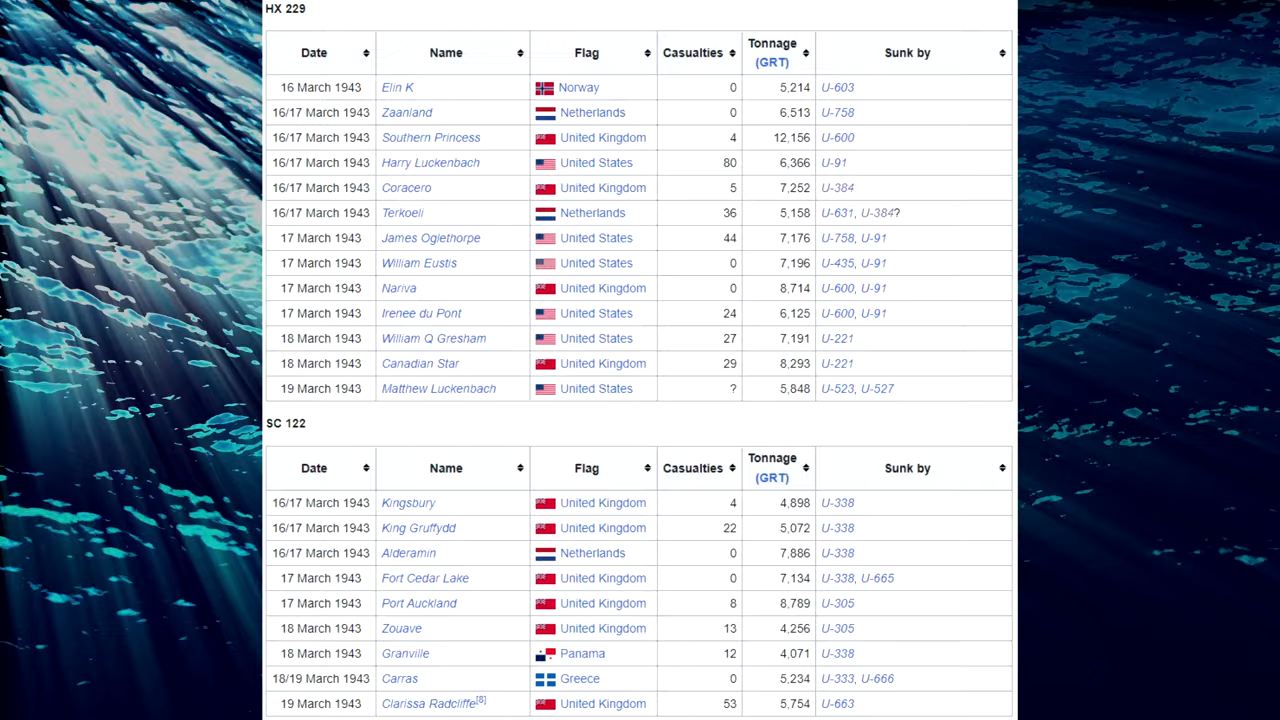 HX 229
Date Name Flag Casualties Tonnage (GRT) Sunk by
16 March 1943 Elin K Norway 0 5,214 U-603
16/17 March 1943 Zaanland Netherlands 0 6,513 U-758
16/17 March 1943 Southern Princess United Kingdom 4 12,156 U-600
16/17 March 1943 Harry Luckenbach United States 80 6,366 U-91
16/17 March 1943 Coracero United Kingdom 5 7,252 U-384
16/17 March 1943 Terkoeli Netherlands 36 5,158 U-631, U-384?
17 March 1943 James Oglethorpe United States 44 7,176 U-758, U-91
17 March 1943 William Eustis United States 0 7,196 U-435, U-91
17 March 1943 Nariva United Kingdom 0 8,714 U-600, U-91
17 March 1943 Irenee du Pont United States 24 6,125 U-600, U-91
18 March 1943 William Q Gresham United States 27 7,191 U-221
18 March 1943 Canadian Star United Kingdom 29 8,293 U-221
19 March 1943 Matthew Luckenbach United States ? 5,848 U-523, U-527
SC 122
Date Name Flag Casualties Tonnage (GRT) Sunk by
16/17 March 1943 Kingsbury United Kingdom 4 4,898 U-338
16/17 March 1943 King Gruffydd United Kingdom 22 5,072 U-338
16/17 March 1943 Alderamin Netherlands 0 7,886 U-338
17 March 1943 Fort Cedar Lake United Kingdom 0 7,134 U-338, U-665
17 March 1943 Port Auckland United Kingdom 8 8,789 U-305
18 March 1943 Zouave United Kingdom 13 4,256 U-305
18 March 1943 Granville Panama 12 4,071 U-338
18/19 March 1943 Carras Greece 0 5,234 U-333, U-666
19 March 1943 Clarissa Radcliffe[8] United Kingdom 53 5,754 U-663